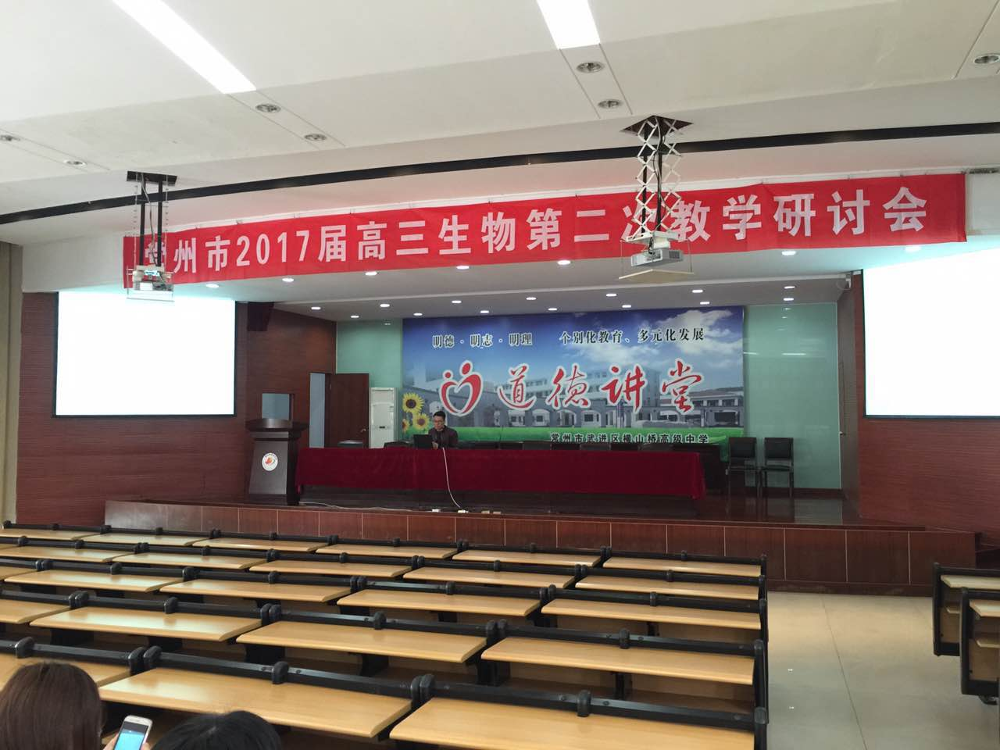 常州市2017届高三生物第二次教学研讨会
明德·明志·明理 个别化教育、多元化发展
道德讲堂
常州市武进区横山桥高级中学